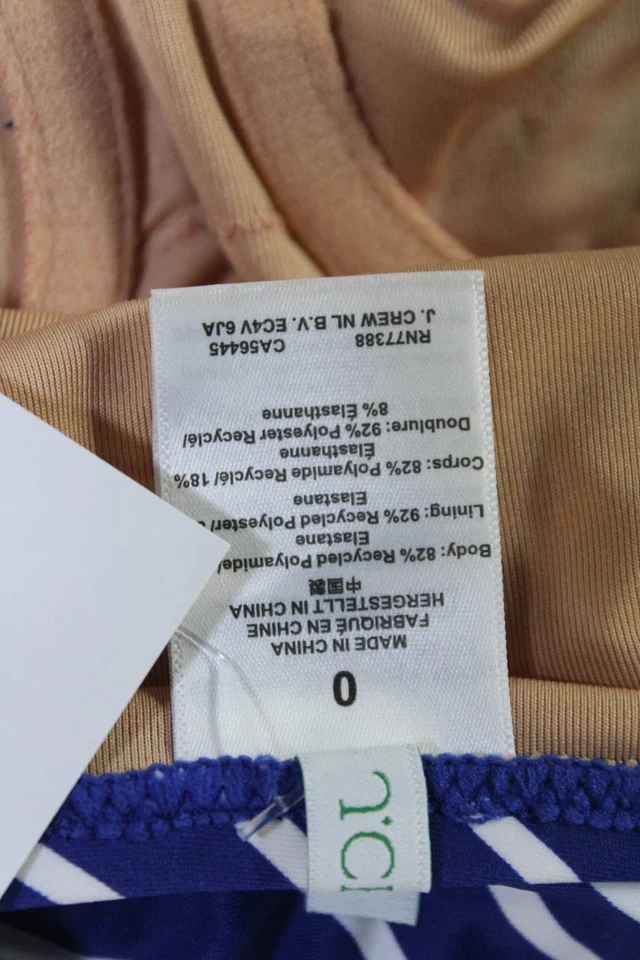 0
MADE IN CHINA
FABRIQUÉ EN CHINE
HERGESTELLT IN CHINA
中国製
Body: 82% Recycled Polyamide/
Elastane
Lining: 92% Recycled Polyester/
Elastane
Corps: 82% Polyamide Recyclé/ 18%
Élasthanne
Doublure: 92% Polyester Recyclé/
8% Élasthanne
RN77388 CA56445
J. CREW NL B.V. EC4V 6JA
J.C